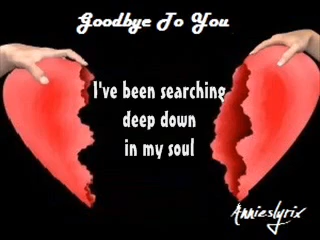 Goodbye To You
I've been searching
deep down
in my soul
Annieslyrix